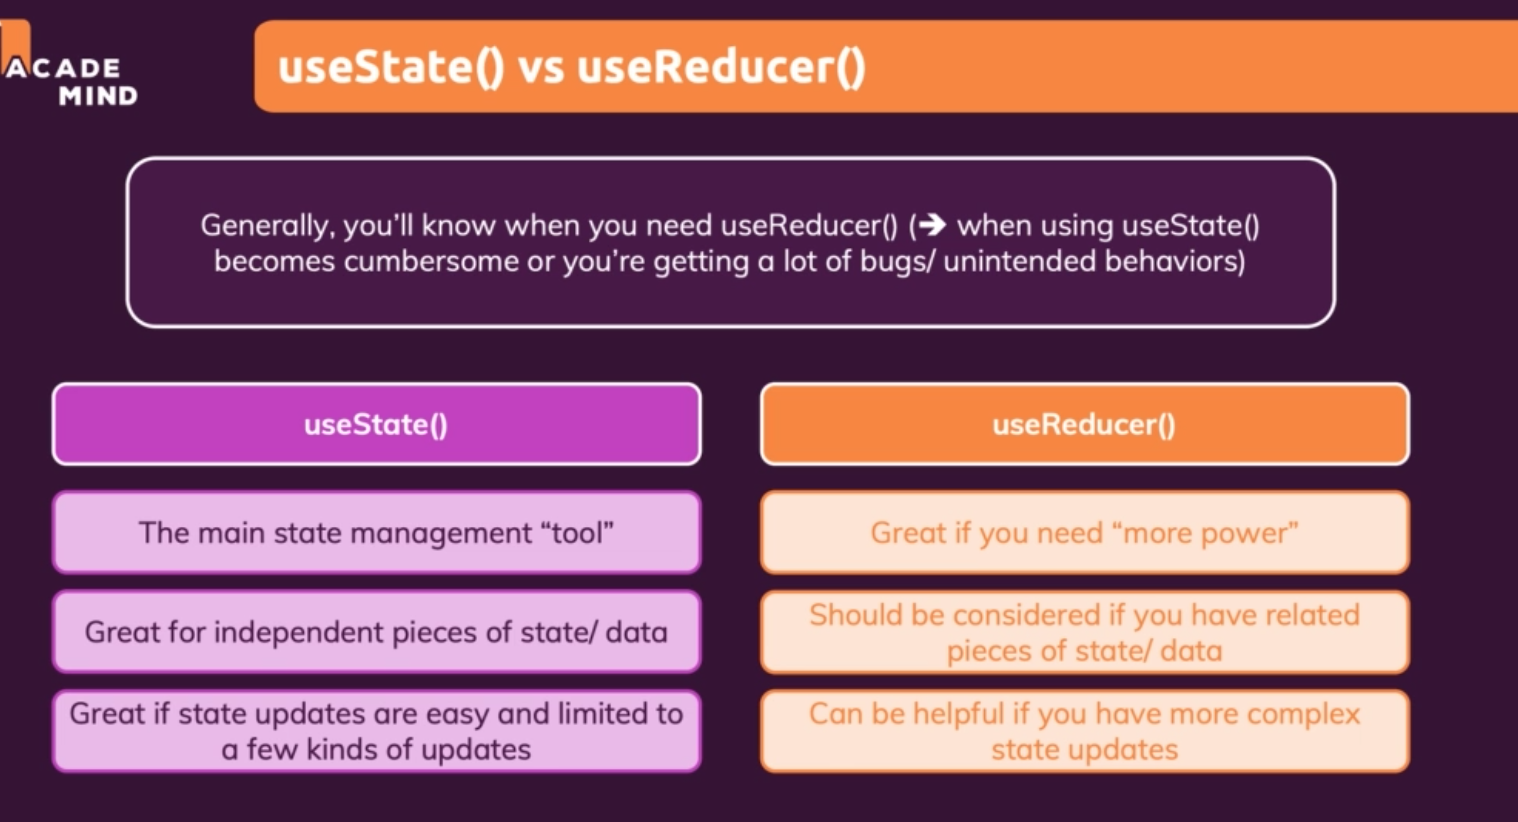 ACADE
MIND
useState() vs useReducer()
Generally, you’ll know when you need useReducer() (➔ when using useState()
becomes cumbersome or you’re getting a lot of bugs/ unintended behaviors)
useState()
The main state management “tool”
Great for independent pieces of state/ data
Great if state updates are easy and limited to
a few kinds of updates
useReducer()
Great if you need “more power”
Should be considered if you have related
pieces of state/ data
Can be helpful if you have more complex
state updates